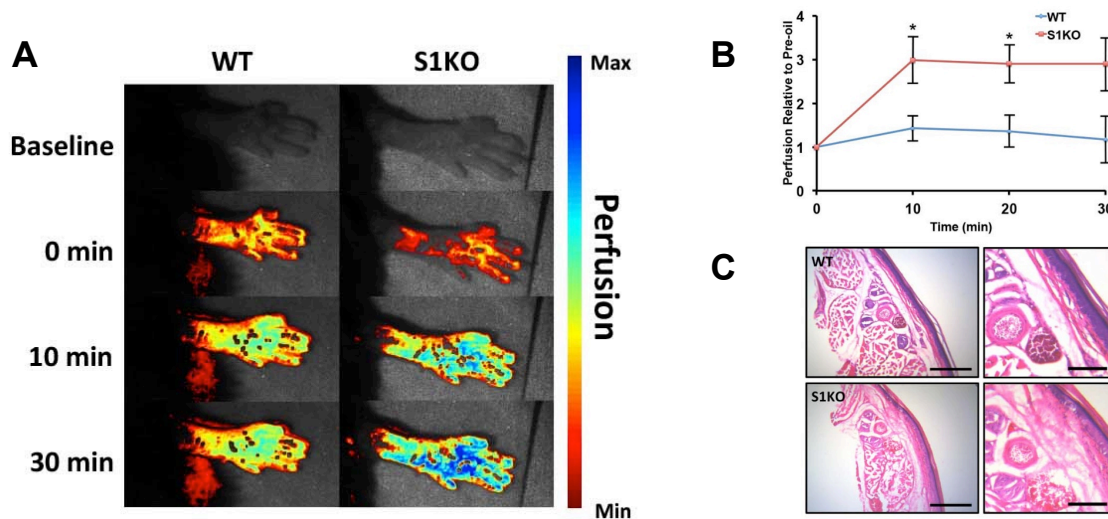 A
WT
S1KO
Baseline
0 min
10 min
30 min
Max
Perfusion
Min
B
Perfusion Relative to Pre-oil
4
3
2
1
0
0
10
20
30
Time (min)
*
*
WT
S1KO
C
WT
S1KO